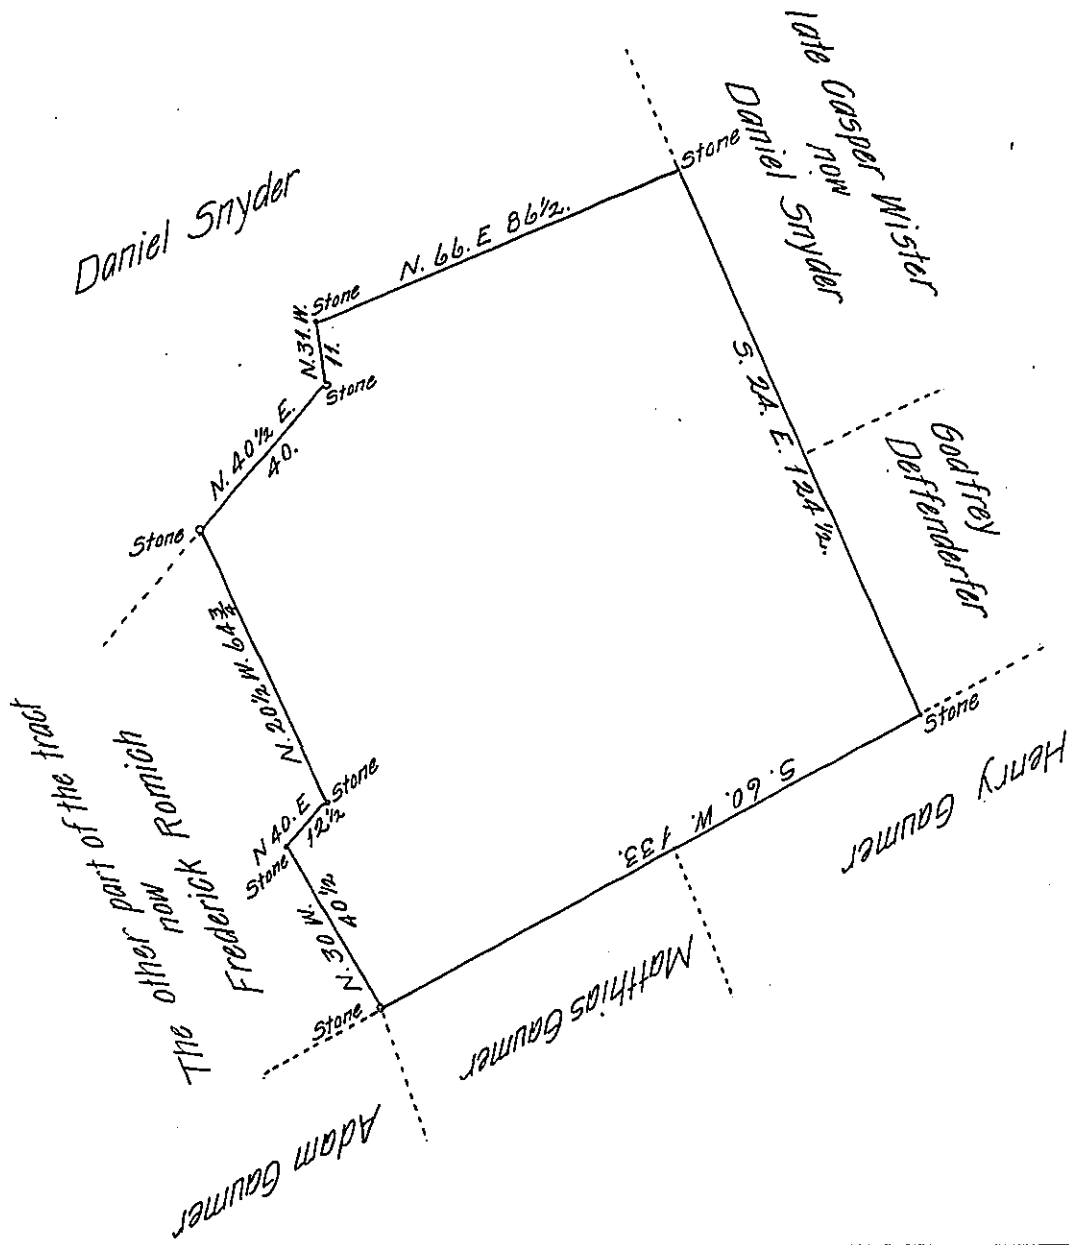 late Casper Wister
now
Daniel Snyder
Stone
Daniel Snyder
N. 66. E 86½.
Stone
N. 31. W.
11.
Stone
N. 40½ E.
40.
Stone
S. 24. E. 124½.
Godfrey
Deffenderfer
N. 20½ W. 64¾
Stone
N 40. E
12½
Stone
N. 30 W.
40½
Stone
The other part of the tract
now
Frederick Romich
S. 60. W. 133.
Stone
Henry Gaumer
Matthias Gaumer
Adam Gaumer